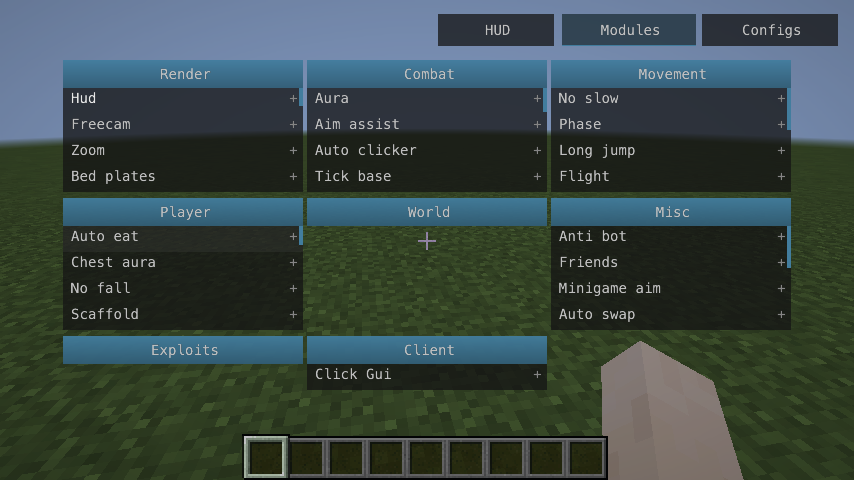 HUD
Modules
Configs
Render
Hud +
Freecam +
Zoom +
Bed plates +
Combat
Aura +
Aim assist +
Auto clicker +
Tick base +
Movement
No slow +
Phase +
Long jump +
Flight +
Player
Auto eat +
Chest aura +
No fall +
Scaffold +
World
Misc
Anti bot +
Friends +
Minigame aim +
Auto swap +
Exploits
Client
Click Gui +